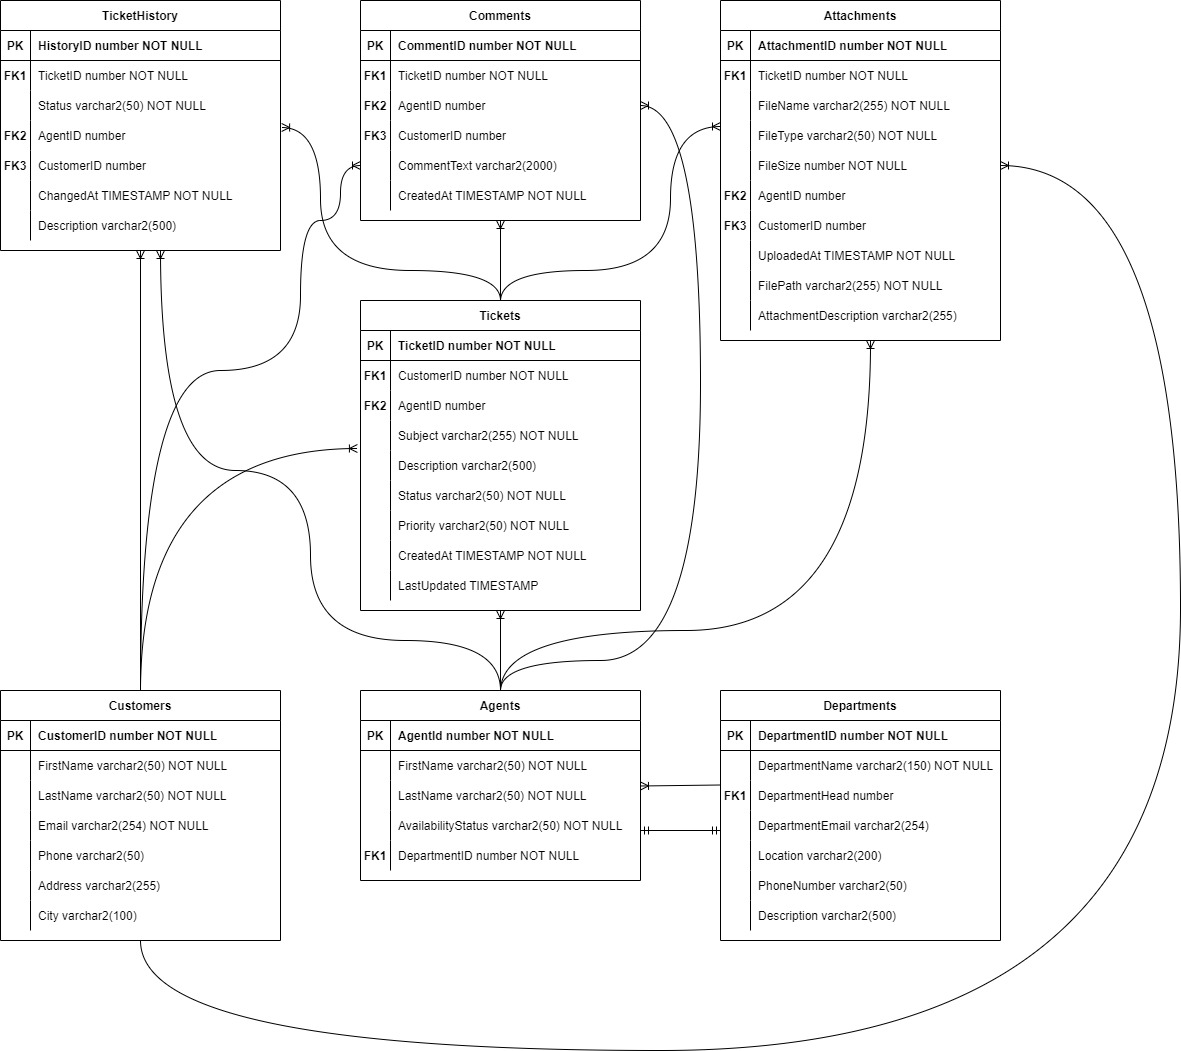 TicketHistory
PK HistoryID number NOT NULL
FK1 TicketID number NOT NULL
Status varchar2(50) NOT NULL
FK2 AgentID number
FK3 CustomerID number
ChangedAt TIMESTAMP NOT NULL
Description varchar2(500)
Comments
PK CommentID number NOT NULL
FK1 TicketID number NOT NULL
FK2 AgentID number
FK3 CustomerID number
CommentText varchar2(2000)
CreatedAt TIMESTAMP NOT NULL
Attachments
PK AttachmentID number NOT NULL
FK1 TicketID number NOT NULL
FileName varchar2(255) NOT NULL
FileType varchar2(50) NOT NULL
FileSize number NOT NULL
FK2 AgentID number
FK3 CustomerID number
UploadedAt TIMESTAMP NOT NULL
FilePath varchar2(255) NOT NULL
AttachmentDescription varchar2(255)
Tickets
PK TicketID number NOT NULL
FK1 CustomerID number NOT NULL
FK2 AgentID number
Subject varchar2(255) NOT NULL
Description varchar2(500)
Status varchar2(50) NOT NULL
Priority varchar2(50) NOT NULL
CreatedAt TIMESTAMP NOT NULL
LastUpdated TIMESTAMP
Customers
PK CustomerID number NOT NULL
FirstName varchar2(50) NOT NULL
LastName varchar2(50) NOT NULL
Email varchar2(254) NOT NULL
Phone varchar2(50)
Address varchar2(255)
City varchar2(100)
Agents
PK AgentId number NOT NULL
FirstName varchar2(50) NOT NULL
LastName varchar2(50) NOT NULL
AvailabilityStatus varchar2(50) NOT NULL
FK1 DepartmentID number NOT NULL
Departments
PK DepartmentID number NOT NULL
DepartmentName varchar2(150) NOT NULL
FK1 DepartmentHead number
DepartmentEmail varchar2(254)
Location varchar2(200)
PhoneNumber varchar2(50)
Description varchar2(500)